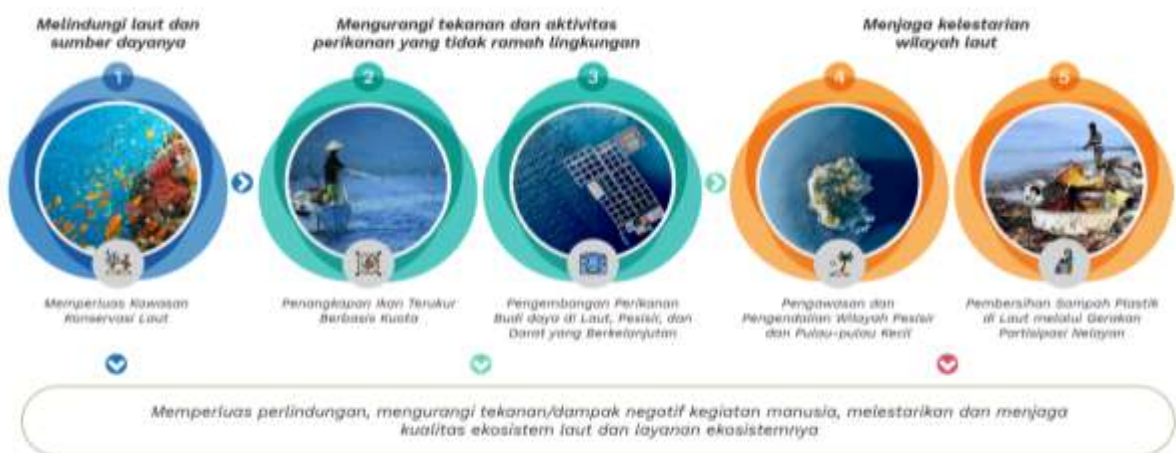 Melindungi laut dan
sumber dayanya
Mengurangi tekanan dan aktivitas
perikanan yang tidak ramah lingkungan
Menjaga kelestarian
wilayah laut
1
2
3
4
5
Memperluas Kawasan
Konservasi Laut
Penangkapan Ikan Terukur
Berbasis Kuota
Pengembangan Perikanan
Budi daya di Laut, Pesisir, dan
Darat yang Berkelanjutan
Pengawasan dan
Pengendalian Wilayah Pesisir
dan Pulau-pulau Kecil
Pembersihan Sampah Plastik
di Laut melalui Gerakan
Partisipasi Nelayan
Memperluas perlindungan, mengurangi tekanan/dampak negatif kegiatan manusia, melestarikan dan menjaga
kualitas ekosistem laut dan layanan ekosistemnya